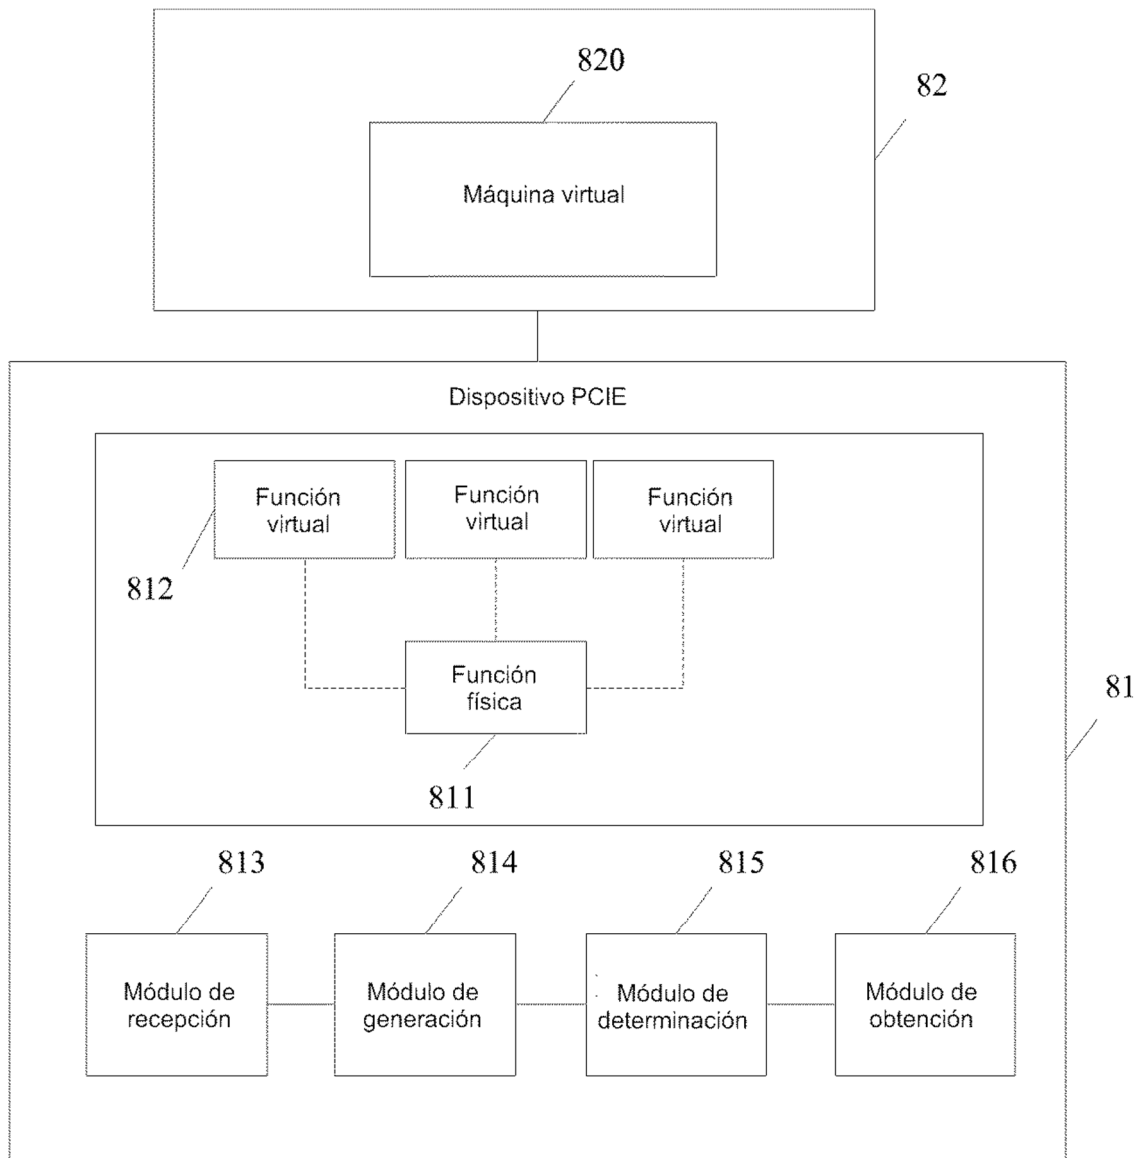 820
82
Máquina virtual
Dispositivo PCIE
Función
virtual
Función
virtual
Función
virtual
812
Función
física
81
811
813
814
815
816
Módulo de
recepción
Módulo de
generación
Módulo de
determinación
Módulo de
obtención